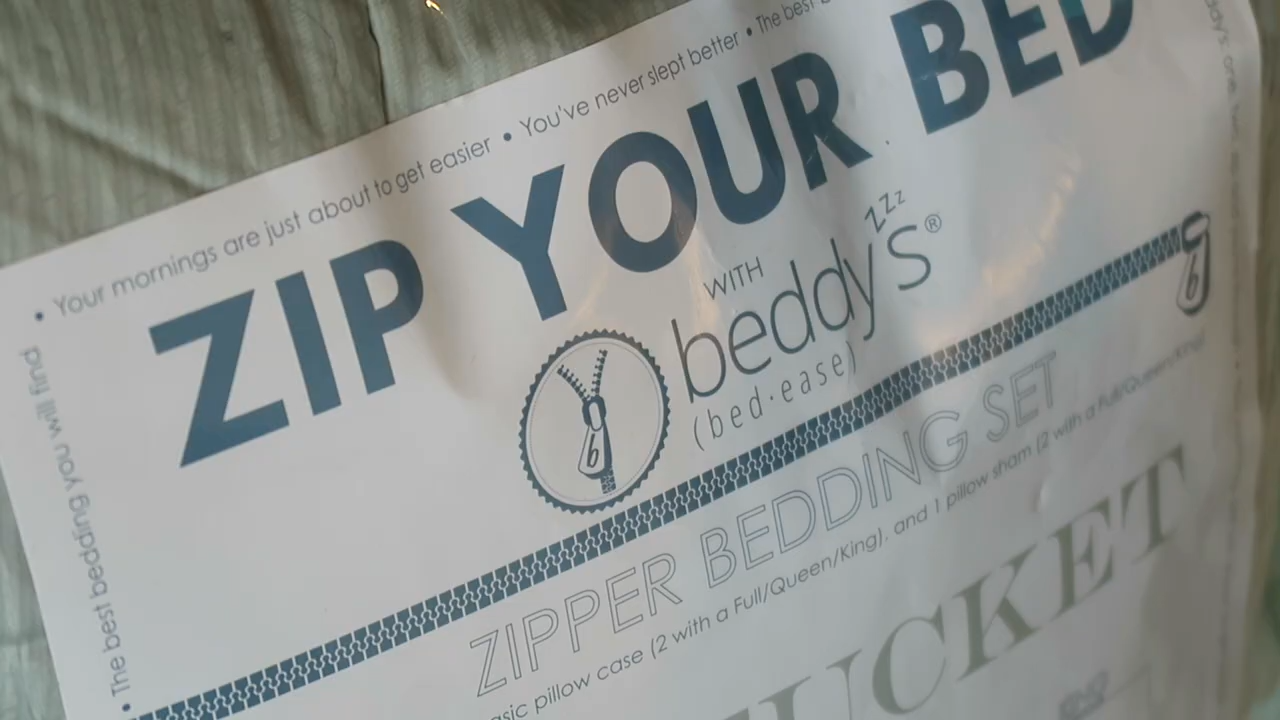 • Your mornings are just about to get easier • You've never slept better • The best
ZIP YOUR BED
WITH
beddy's®
zzz
(bed·ease)
b
b
ZIPPER BEDDING SET
pillow case (2 with a Full/Queen/King), and 1 pillow sham (2 with a Full/Queen/King)
• The best bedding you will find